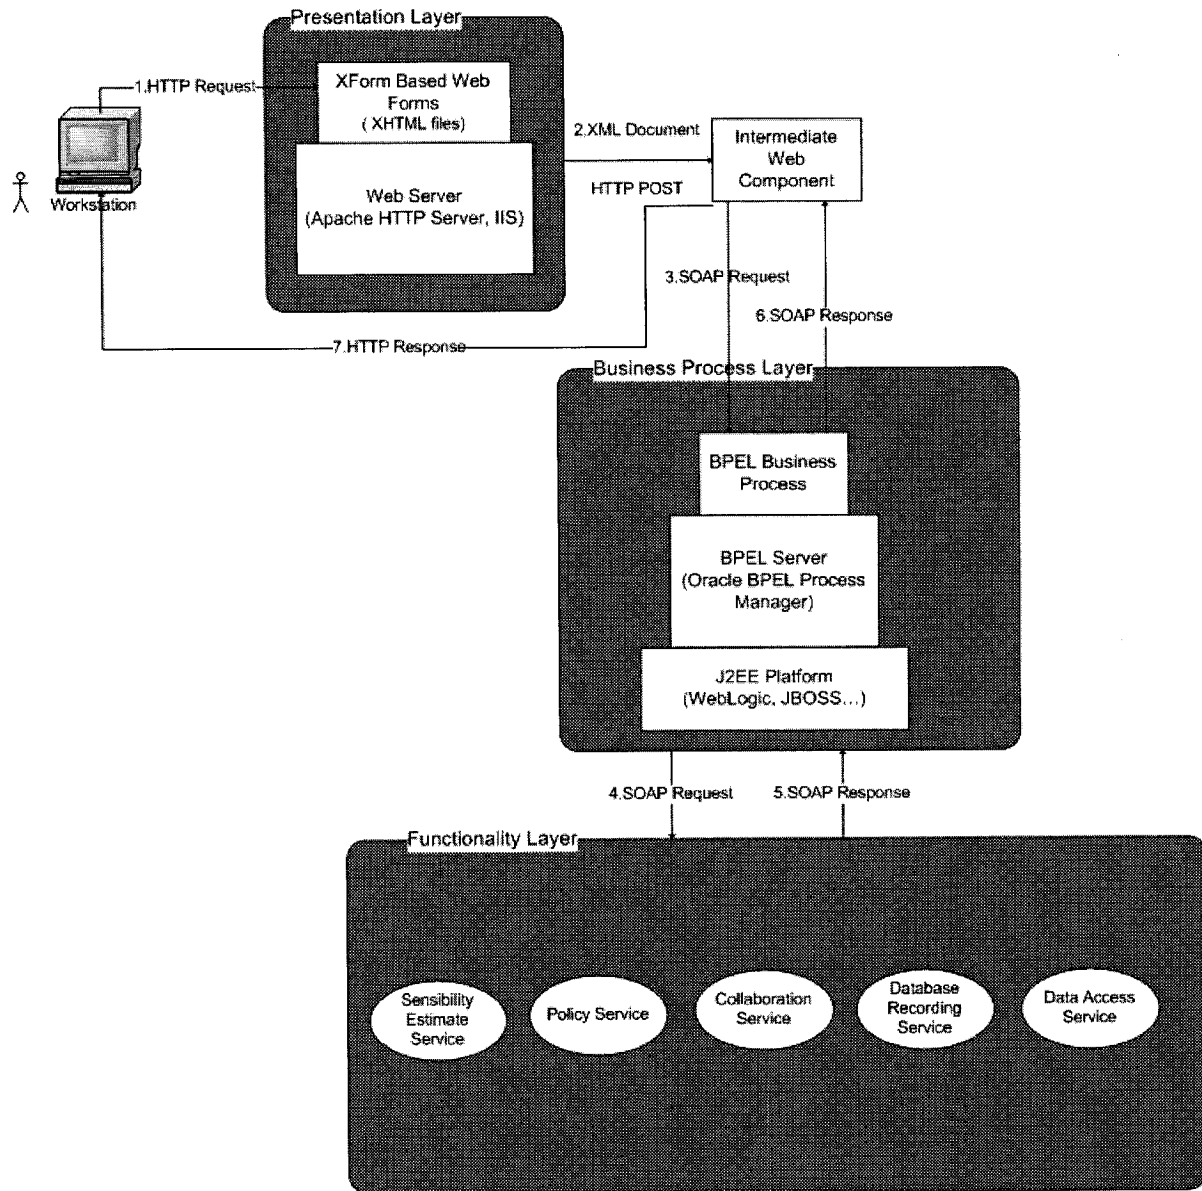 Presentation Layer
1.HTTP Request
XForm Based Web
Forms
( XHTML files)
Web Server
(Apache HTTP Server, IIS)
Workstation
2.XML Document
HTTP POST
Intermediate
Web
Component
3.SOAP Request
6.SOAP Response
7.HTTP Response
Business Process Layer
BPEL Business
Process
BPEL Server
(Oracle BPEL Process
Manager)
J2EE Platform
(WebLogic, JBOSS...)
4.SOAP Request
5.SOAP Response
Functionality Layer
Sensibility
Estimate
Service
Policy Service
Collaboration
Service
Database
Recording
Service
Data Access
Service